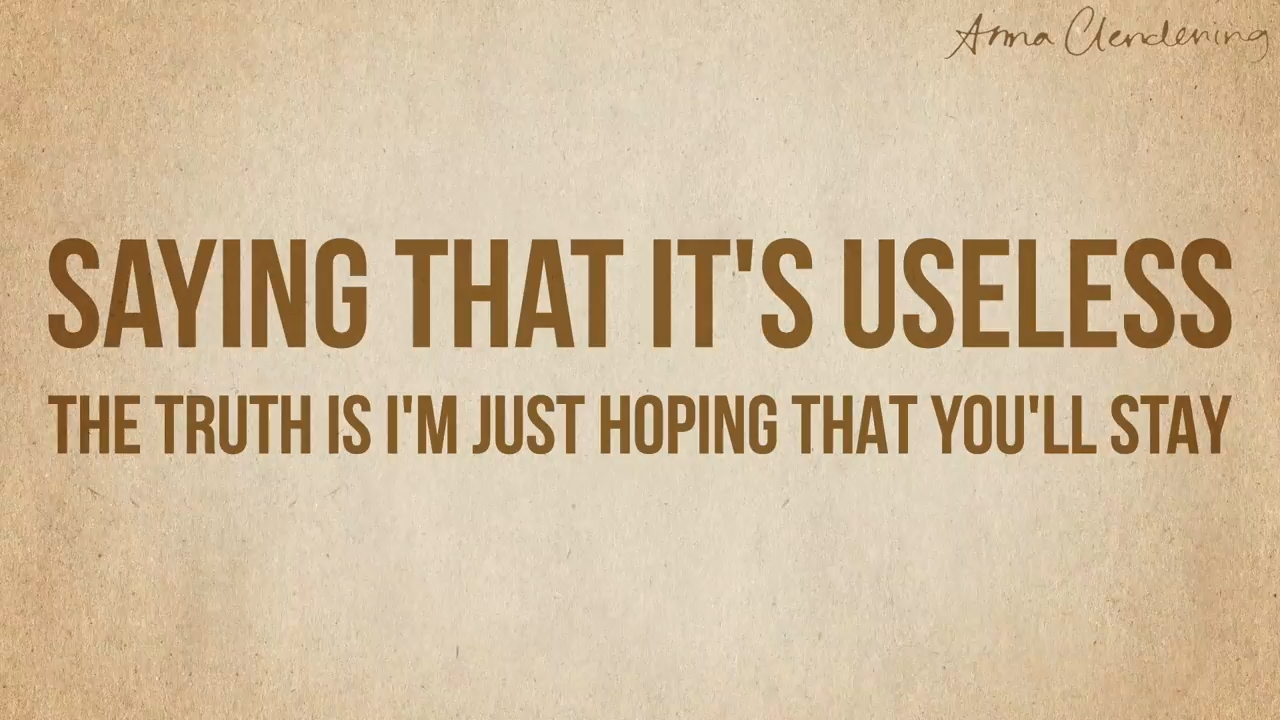 Anna Clendening
SAYING THAT IT'S USELESS
THE TRUTH IS I'M JUST HOPING THAT YOU'LL STAY